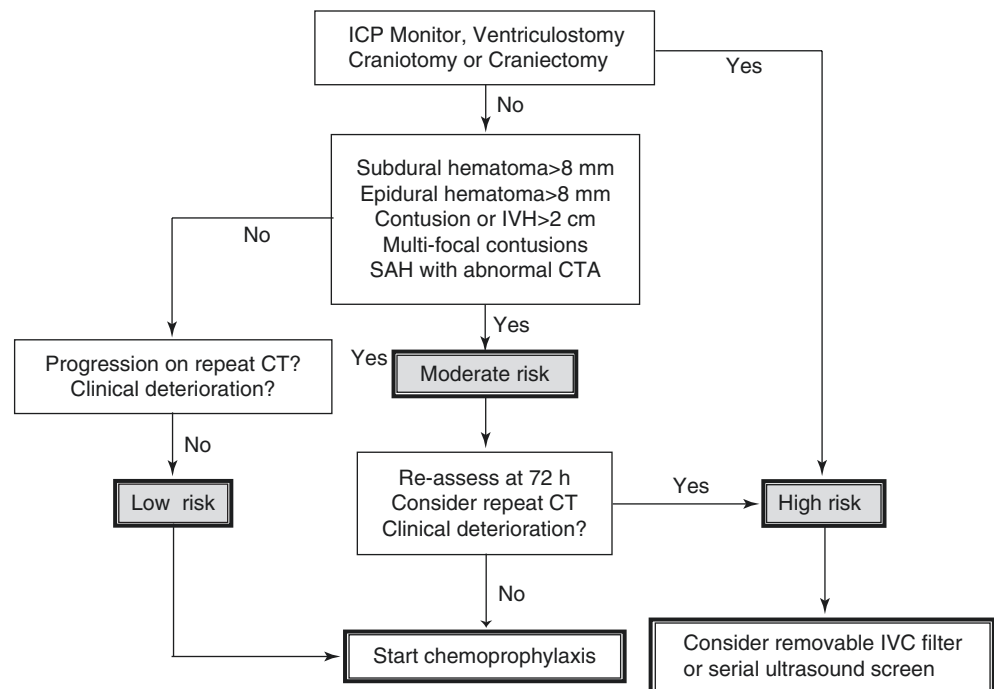 ICP Monitor, Ventriculostomy
Craniotomy or Craniectomy
Yes
No
Subdural hematoma>8 mm
Epidural hematoma>8 mm
Contusion or IVH>2 cm
Multi-focal contusions
SAH with abnormal CTA
No
Yes
Progression on repeat CT?
Clinical deterioration?
Yes
Moderate risk
No
Low risk
Re-assess at 72 h
Consider repeat CT
Clinical deterioration?
Yes
High risk
No
Start chemoprophylaxis
Consider removable IVC filter
or serial ultrasound screen